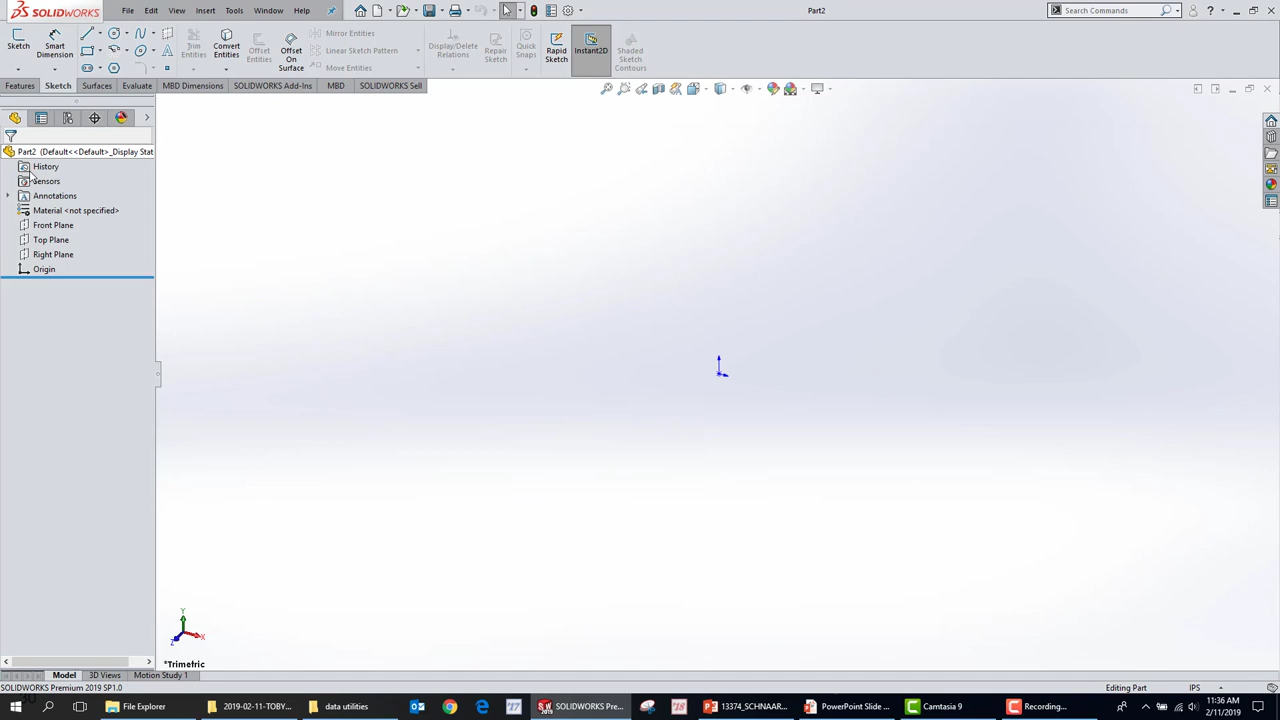 SOLIDWORKS
File Edit View Insert Tools Window Help
Part2
Search Commands
Sketch
Smart Dimension
Trim Entities
Convert Entities
Offset Entities
Offset On Surface
Mirror Entities
Linear Sketch Pattern
Move Entities
Display/Delete Relations
Repair Sketch
Quick Snaps
Rapid Sketch
Instant2D
Shaded Sketch Contours
Features Sketch Surfaces Evaluate MBD Dimensions SOLIDWORKS Add-Ins MBD SOLIDWORKS Sell
Part2 (Default<<Default>_Display Stat
History
Sensors
Annotations
Material <not specified>
Front Plane
Top Plane
Right Plane
Origin
Y
X
Z
*Trimetric
Model 3D Views Motion Study 1
SOLIDWORKS Premium 2019 SP1.0
Editing Part
IPS
File Explorer
2019-02-11-TOBY...
data utilities
'17
SOLIDWORKS Pre...
'18
13374_SCHNAAR...
PowerPoint Slide ...
Camtasia 9
Recording...
11:36 AM
2/11/2019